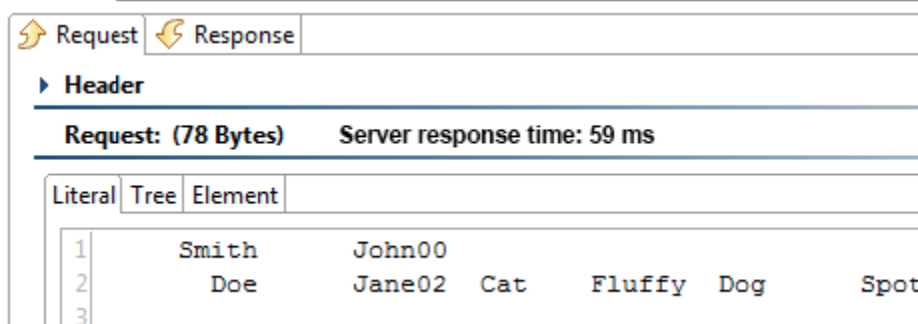 Request Response
Header
Request: (78 Bytes) Server response time: 59 ms
Literal Tree Element
1 Smith John00
2 Doe Jane02 Cat Fluffy Dog Spot
3